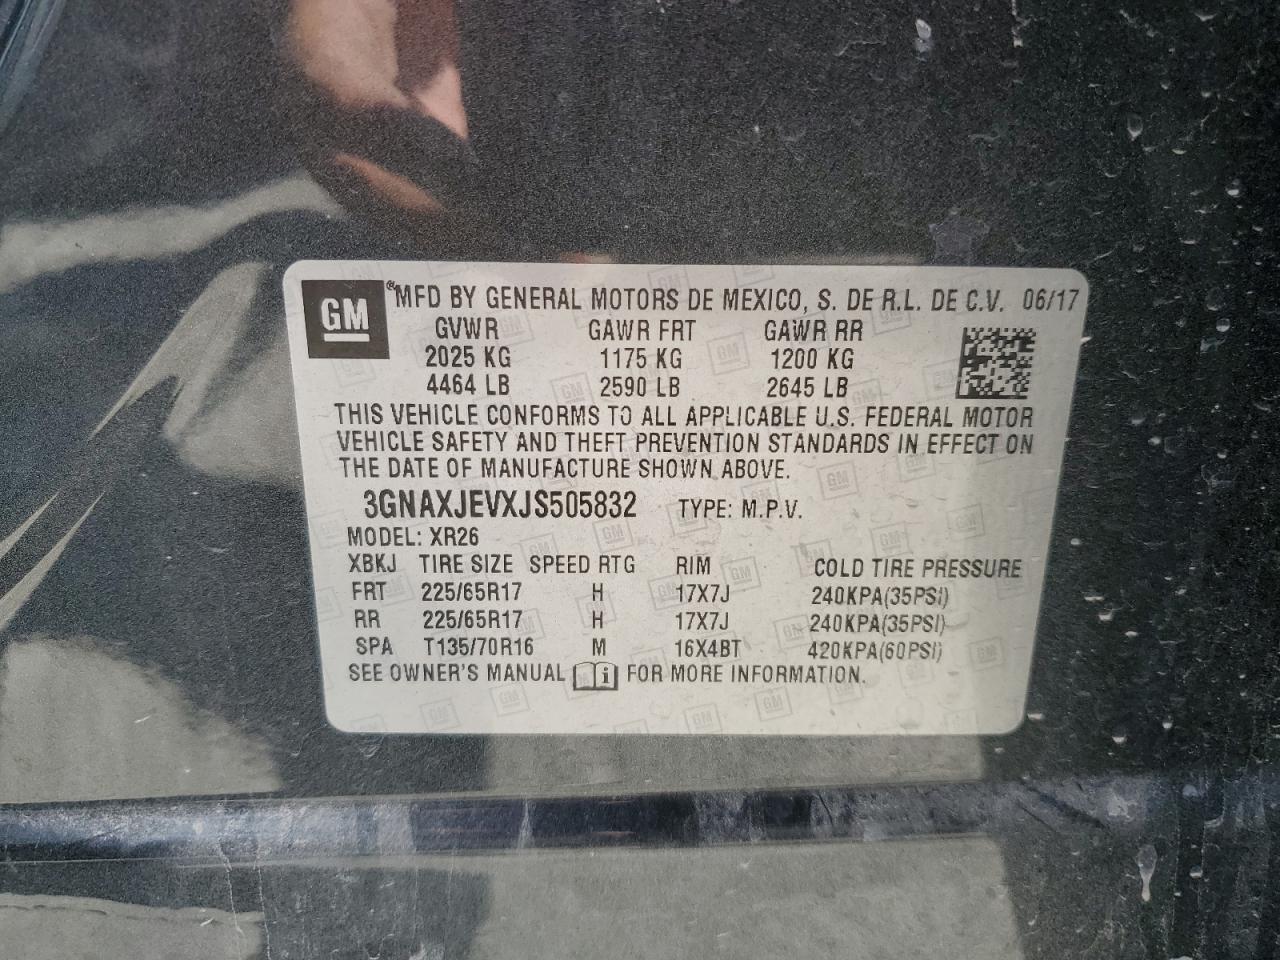 GM ®MFD BY GENERAL MOTORS DE MEXICO, S. DE R.L. DE C.V. 06/17
GVWR GAWR FRT GAWR RR
2025 KG 1175 KG 1200 KG
4464 LB 2590 LB 2645 LB
THIS VEHICLE CONFORMS TO ALL APPLICABLE U.S. FEDERAL MOTOR
VEHICLE SAFETY AND THEFT PREVENTION STANDARDS IN EFFECT ON
THE DATE OF MANUFACTURE SHOWN ABOVE.
3GNAXJEVXJS505832 TYPE: M.P.V.
MODEL: XR26
XBKJ TIRE SIZE SPEED RTG RIM COLD TIRE PRESSURE
FRT 225/65R17 H 17X7J 240KPA(35PSI)
RR 225/65R17 H 17X7J 240KPA(35PSI)
SPA T135/70R16 M 16X4BT 420KPA(60PSI)
SEE OWNER'S MANUAL i FOR MORE INFORMATION.